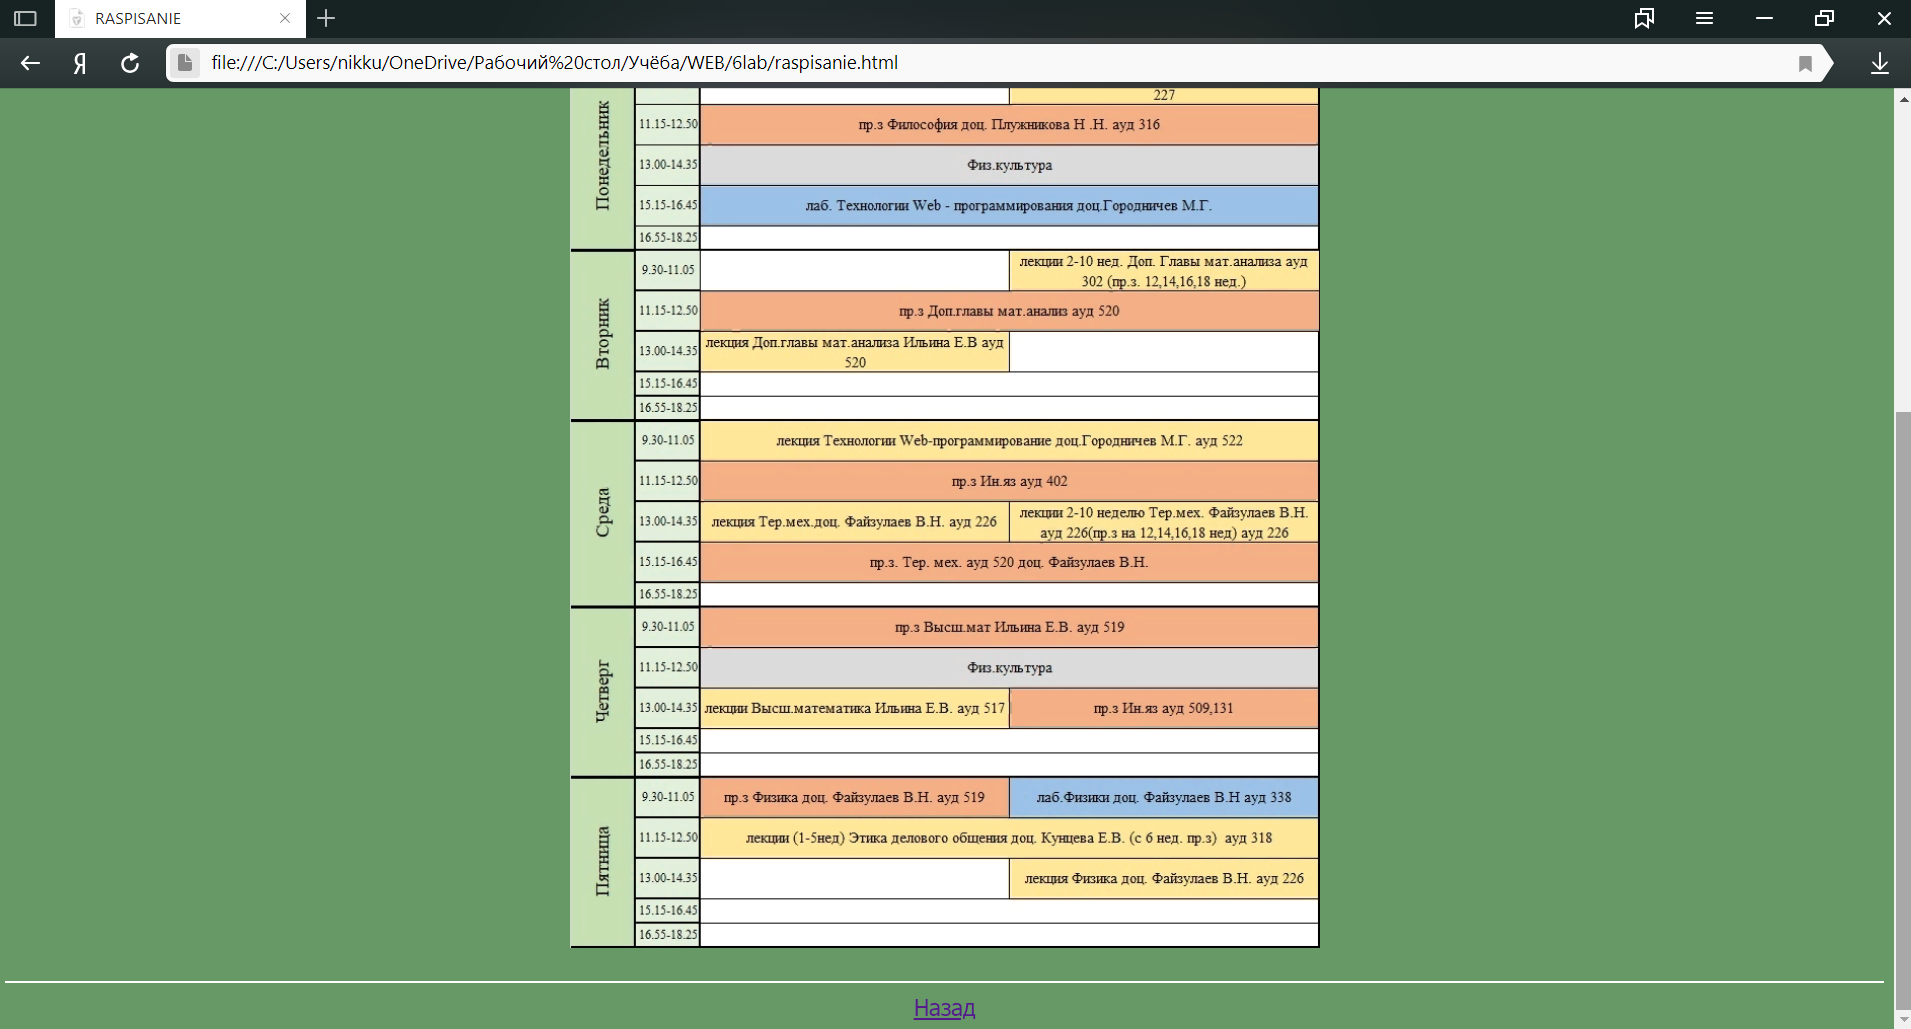 RASPISANIE
Я
file:///C:/Users/nikku/OneDrive/Рабочий%20стол/Учёба/WEB/6lab/raspisanie.html
Понедельник
227
11.15-12.50
пр.з Философия доц. Плужникова Н .Н. ауд 316
13.00-14.35
Физ.культура
15.15-16.45
лаб. Технологии Web - программирования доц.Городничев М.Г.
16.55-18.25
Вторник
9.30-11.05
лекции 2-10 нед. Доп. Главы мат.анализа ауд
302 (пр.з. 12,14,16,18 нед.)
11.15-12.50
пр.з Доп.главы мат.анализ ауд 520
13.00-14.35
лекция Доп.главы мат.анализа Ильина Е.В ауд
520
15.15-16.45
16.55-18.25
Среда
9.30-11.05
лекция Технологии Web-программирование доц.Городничев М.Г. ауд 522
11.15-12.50
пр.з Ин.яз ауд 402
13.00-14.35
лекция Тер.мех.доц. Файзулаев В.Н. ауд 226
лекции 2-10 неделю Тер.мех. Файзулаев В.Н.
ауд 226(пр.з на 12,14,16,18 нед) ауд 226
15.15-16.45
пр.з. Тер. мех. ауд 520 доц. Файзулаев В.Н.
16.55-18.25
Четверг
9.30-11.05
пр.з Высш.мат Ильина Е.В. ауд 519
11.15-12.50
Физ.культура
13.00-14.35
лекции Высш.математика Ильина Е.В. ауд 517
пр.з Ин.яз ауд 509,131
15.15-16.45
16.55-18.25
Пятница
9.30-11.05
пр.з Физика доц. Файзулаев В.Н. ауд 519
лаб.Физики доц. Файзулаев В.Н ауд 338
11.15-12.50
лекции (1-5нед) Этика делового общения доц. Кунцева Е.В. (с 6 нед. пр.з) ауд 318
13.00-14.35
лекция Физика доц. Файзулаев В.Н. ауд 226
15.15-16.45
16.55-18.25
Назад